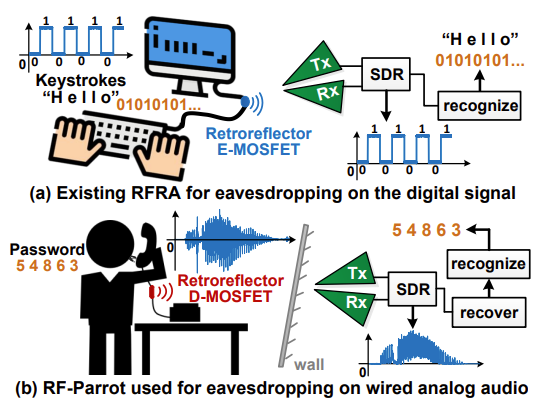 1 1 1 1
0 0 0 0 0
Keystrokes
“H e l l o” 01010101...
Retroreflector
E-MOSFET
Tx
Rx
SDR
“H e l l o”
01010101...
recognize
1 1 1 1
0 0 0 0
(a) Existing RFRA for eavesdropping on the digital signal
Password
5 4 8 6 3
0
Retroreflector
D-MOSFET
wall
Tx
Rx
SDR
5 4 8 6 3
recognize
recover
0
(b) RF-Parrot used for eavesdropping on wired analog audio